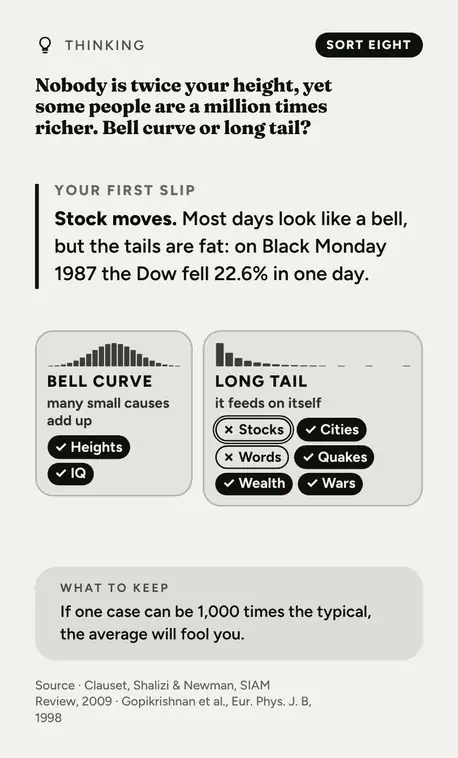 THINKING
SORT EIGHT
Nobody is twice your height, yet
some people are a million times
richer. Bell curve or long tail?
YOUR FIRST SLIP
Stock moves. Most days look like a bell,
but the tails are fat: on Black Monday
1987 the Dow fell 22.6% in one day.
BELL CURVE
many small causes
add up
✓ Heights
✓ IQ
LONG TAIL
it feeds on itself
× Stocks ✓ Cities
× Words ✓ Quakes
✓ Wealth ✓ Wars
WHAT TO KEEP
If one case can be 1,000 times the typical,
the average will fool you.
Source · Clauset, Shalizi & Newman, SIAM
Review, 2009 · Gopikrishnan et al., Eur. Phys. J. B,
1998